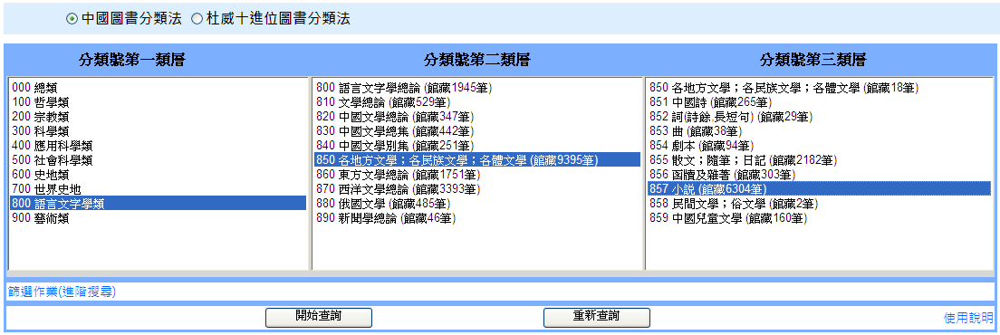 中國圖書分類法 杜威十進位圖書分類法
分類號第一類層
000 總類
100 哲學類
200 宗教類
300 科學類
400 應用科學類
500 社會科學類
600 史地類
700 世界史地
800 語言文字學類
900 藝術類
分類號第二類層
800 語言文字學總論 (館藏1945筆)
810 文學總論 (館藏529筆)
820 中國文學總論 (館藏347筆)
830 中國文學總集 (館藏442筆)
840 中國文學別集 (館藏251筆)
850 各地方文學；各民族文學；各體文學 (館藏9395筆)
860 東方文學總論 (館藏1751筆)
870 西洋文學總論 (館藏3393筆)
880 俄國文學 (館藏485筆)
890 新聞學總論 (館藏46筆)
分類號第三類層
850 各地方文學；各民族文學；各體文學 (館藏18筆)
851 中國詩 (館藏265筆)
852 詞(詩餘.長短句) (館藏29筆)
853 曲 (館藏38筆)
854 劇本 (館藏94筆)
855 散文；隨筆；日記 (館藏2182筆)
856 函牘及雜著 (館藏303筆)
857 小說 (館藏6304筆)
858 民間文學；俗文學 (館藏2筆)
859 中國兒童文學 (館藏160筆)
篩選作業(進階搜尋)
開始查詢 重新查詢 使用說明